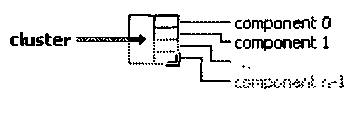 component 0
cluster
component 1
..
component n-1